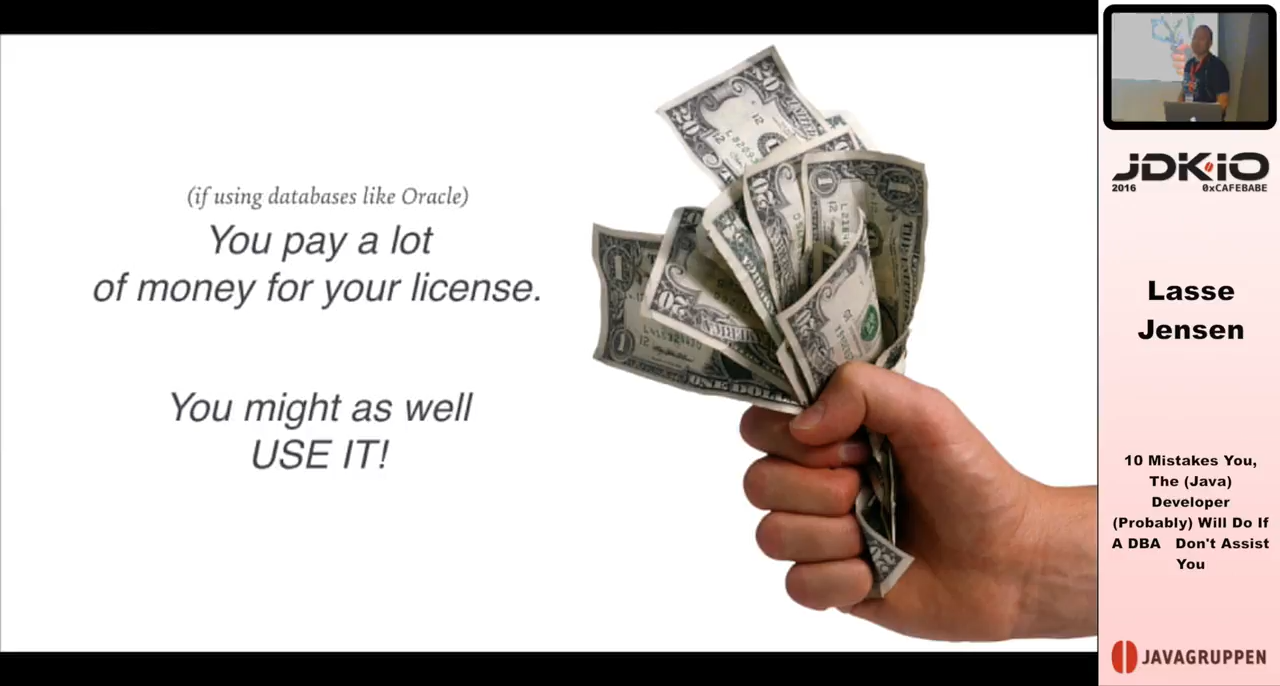 (if using databases like Oracle)
You pay a lot
of money for your license.
You might as well
USE IT!
JDK·IO
2016 0xCAFEBABE
Lasse
Jensen
10 Mistakes You,
The (Java)
Developer
(Probably) Will Do If
A DBA Don't Assist
You
JAVAGRUPPEN